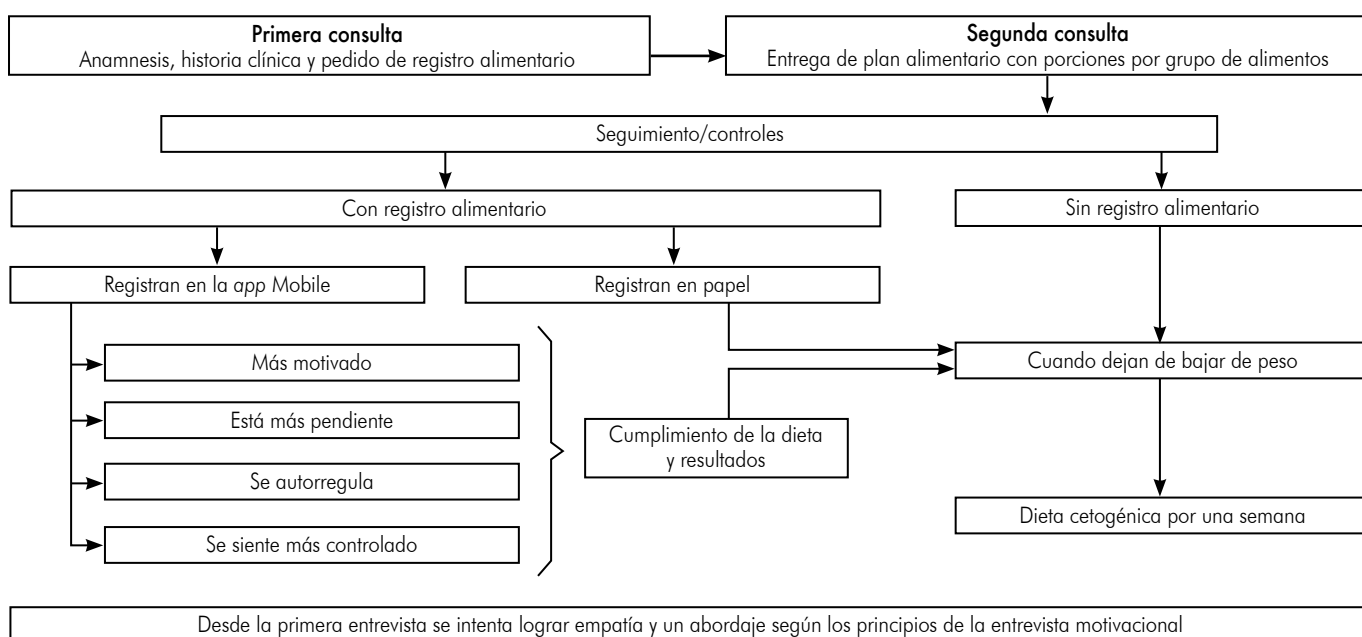 Primera consulta
Anamnesis, historia clínica y pedido de registro alimentario
Segunda consulta
Entrega de plan alimentario con porciones por grupo de alimentos
Seguimiento/controles
Con registro alimentario
Sin registro alimentario
Registran en la app Mobile
Registran en papel
Más motivado
Está más pendiente
Se autorregula
Se siente más controlado
Cumplimiento de la dieta
y resultados
Cuando dejan de bajar de peso
Dieta cetogénica por una semana
Desde la primera entrevista se intenta lograr empatía y un abordaje según los principios de la entrevista motivacional